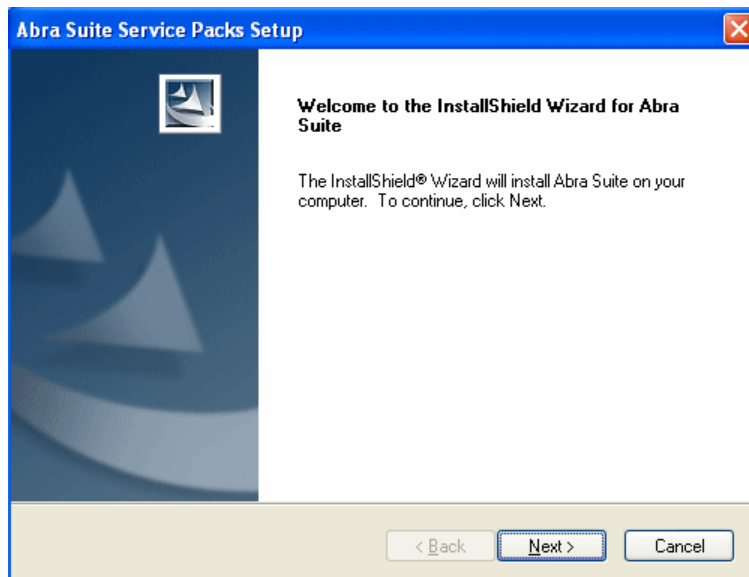 Abra Suite Service Packs Setup
Welcome to the InstallShield Wizard for Abra
Suite
The InstallShield® Wizard will install Abra Suite on your
computer. To continue, click Next.
< Back
Next >
Cancel